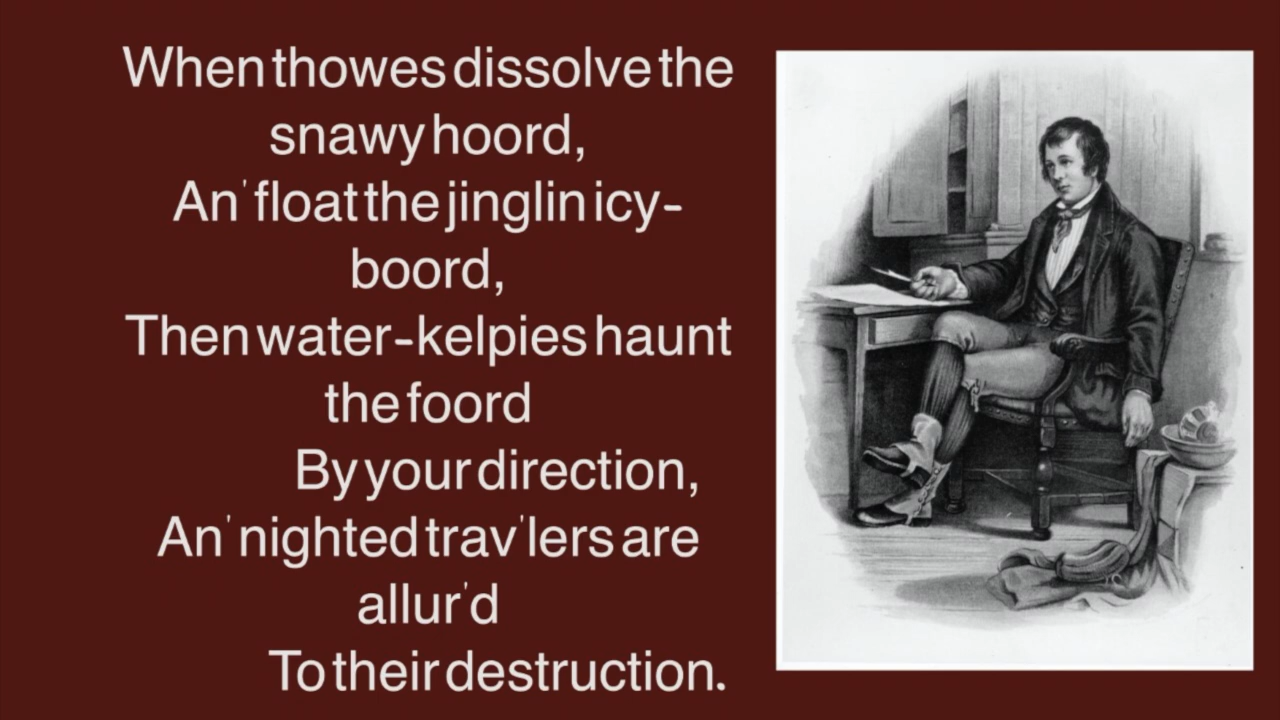 When thowes dissolve the
snawy hoord,
An' float the jinglin icy-
boord,
Then water-kelpies haunt
the foord
By your direction,
An' nighted trav'lers are
allur'd
To their destruction.